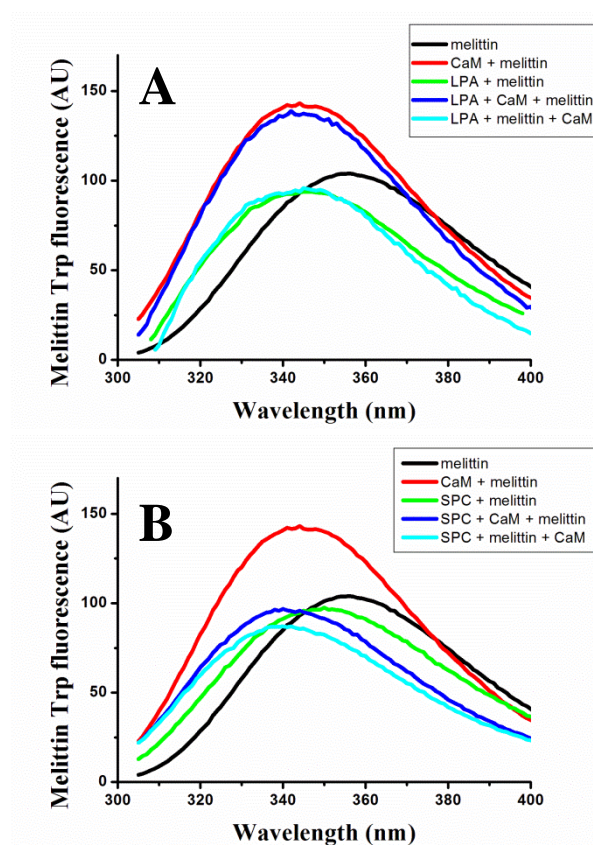 A
Melittin Trp fluorescence (AU)
150
100
50
0
300
320
340
360
380
400
Wavelength (nm)
melittin
CaM + melittin
LPA + melittin
LPA + CaM + melittin
LPA + melittin + CaM
B
Melittin Trp fluorescence (AU)
150
100
50
0
300
320
340
360
380
400
Wavelength (nm)
melittin
CaM + melittin
SPC + melittin
SPC + CaM + melittin
SPC + melittin + CaM